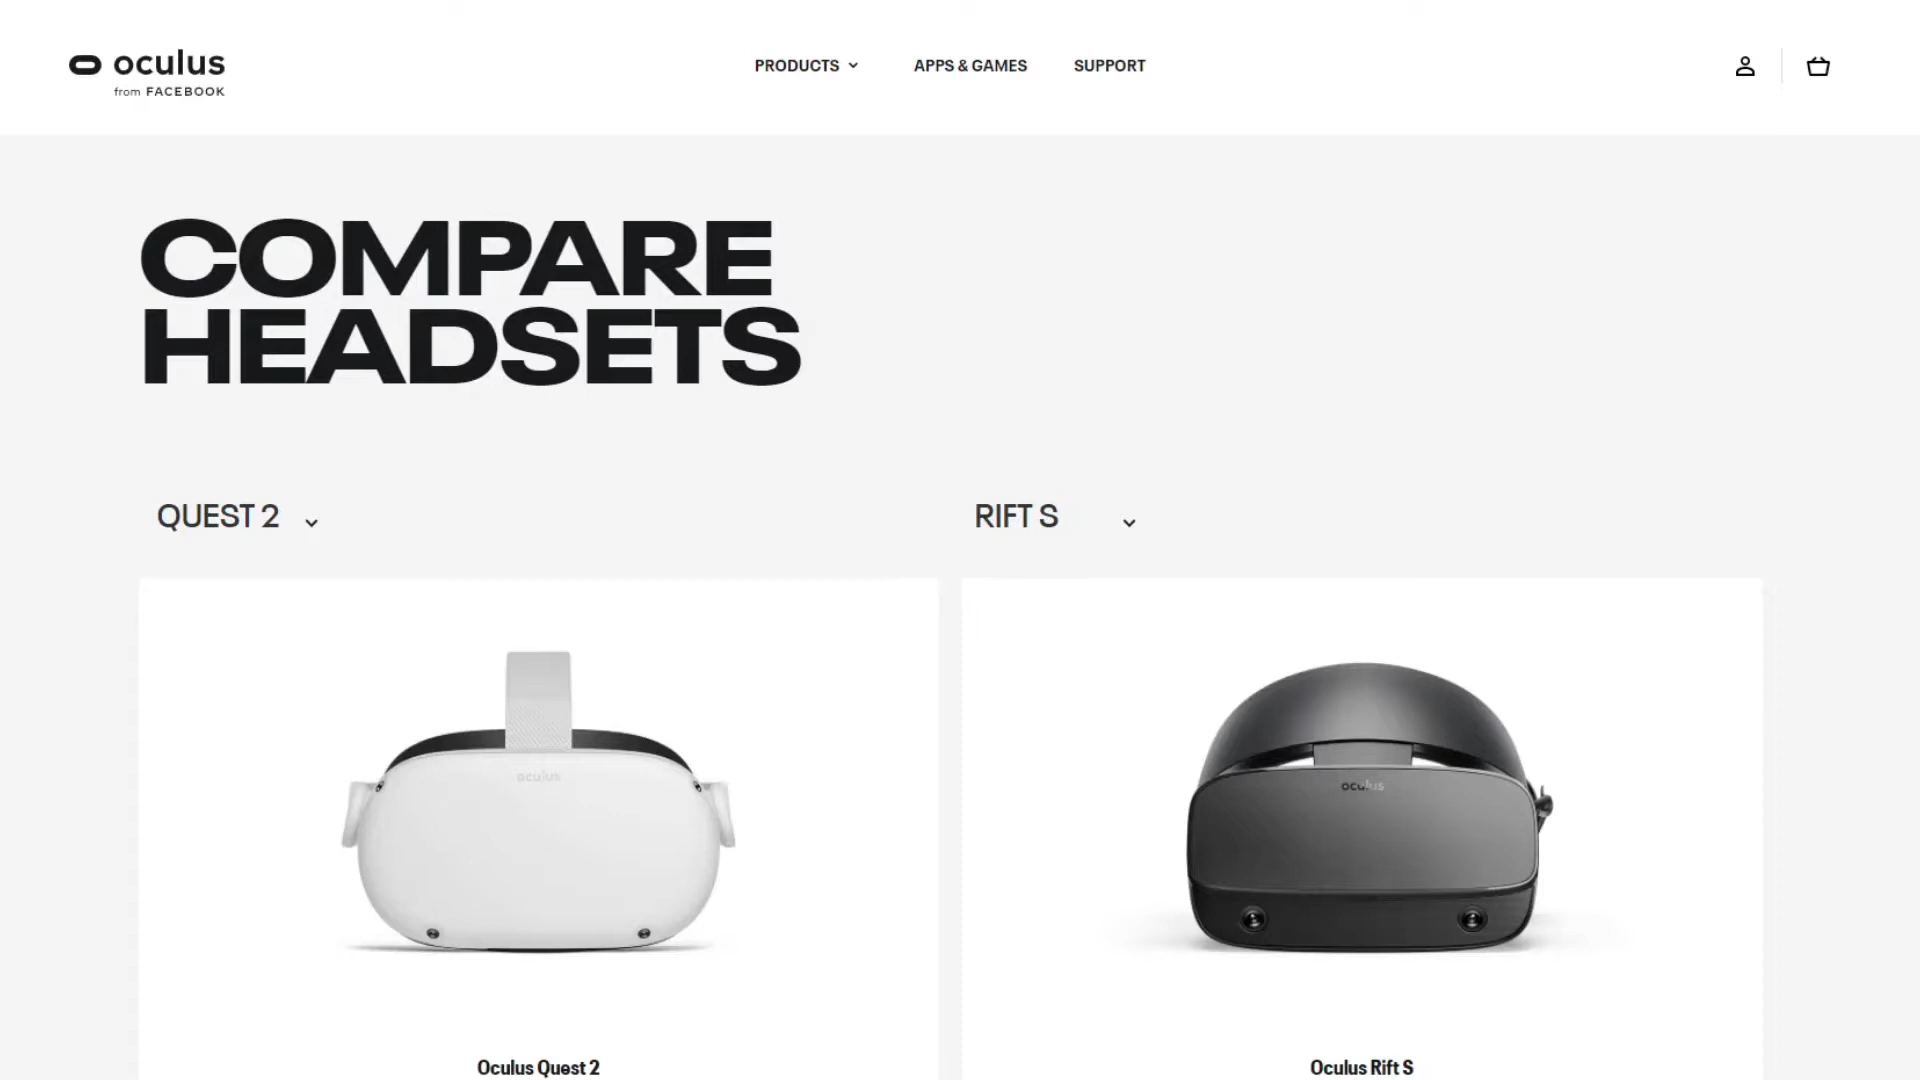 oculus
from FACEBOOK
PRODUCTS
APPS & GAMES
SUPPORT
COMPARE
HEADSETS
QUEST 2
RIFT S
oculus
oculus
Oculus Quest 2
Oculus Rift S